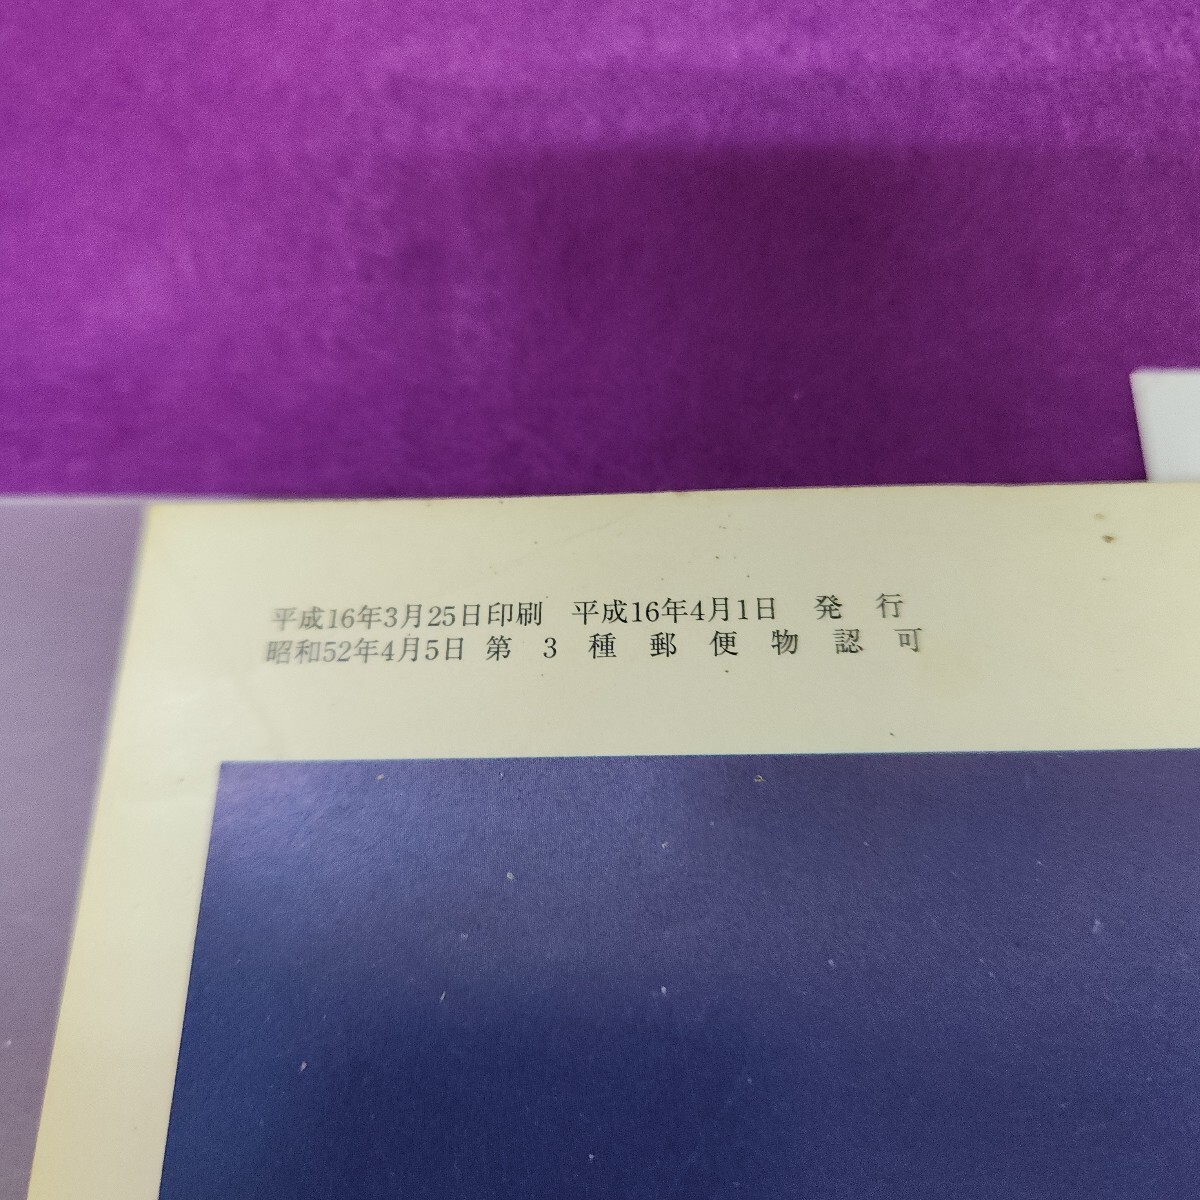 平成16年3月25日印刷　平成16年4月1日　発　行
昭和52年4月5日 第 3 種 郵 便 物 認 可